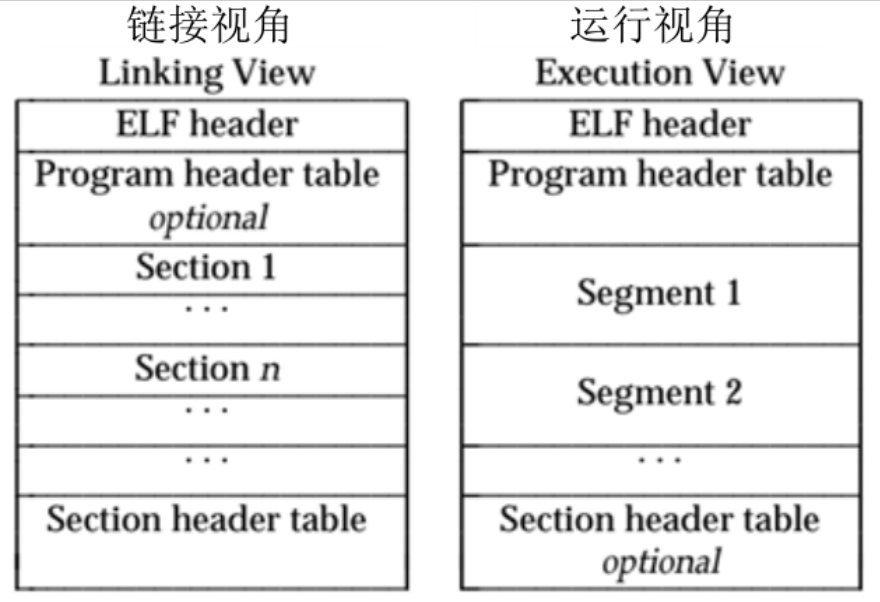 链接视角
Linking View
ELF header
Program header table
optional
Section 1
. . .
Section n
. . .
. . .
Section header table
运行视角
Execution View
ELF header
Program header table
Segment 1
Segment 2
. . .
Section header table
optional